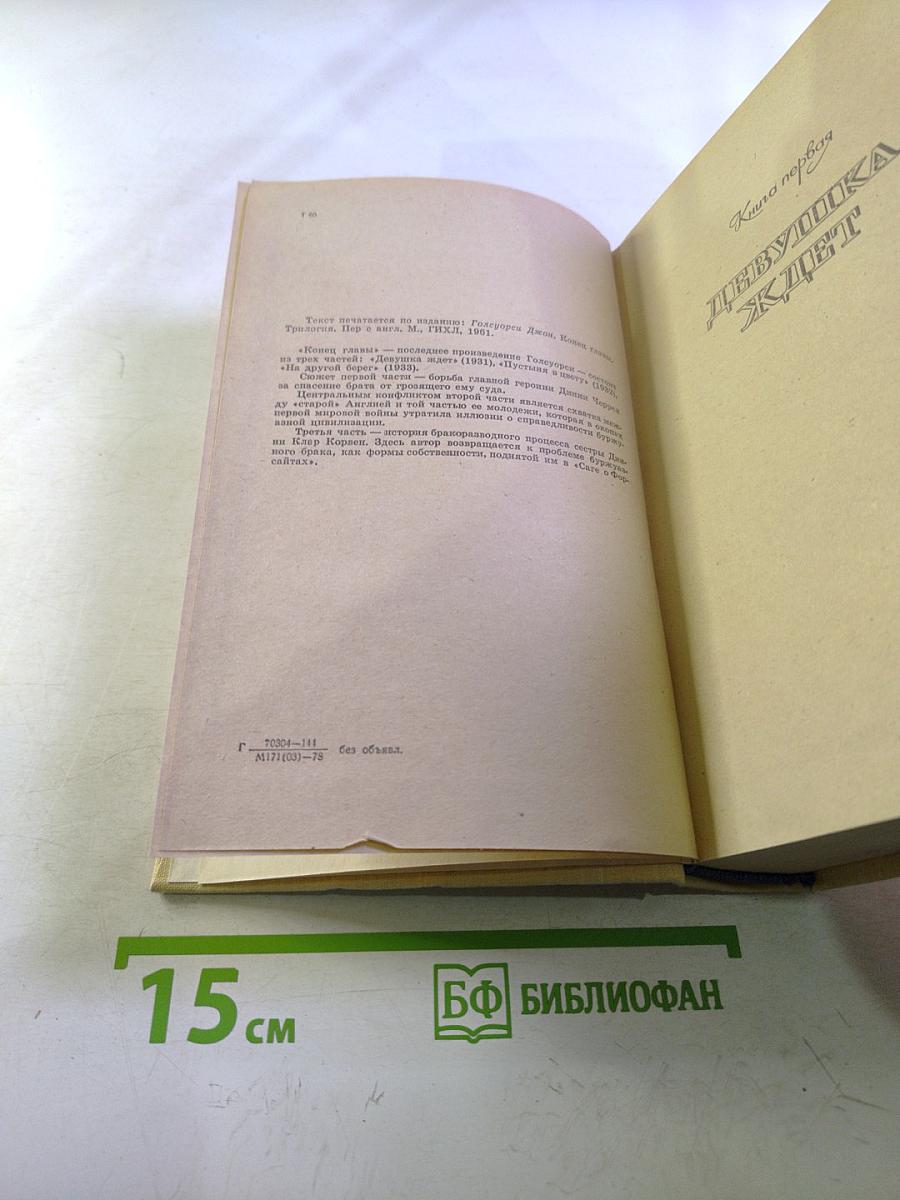 Г 60
Текст печатается по изданию: Голсуорси Джон. Конец главы.
Трилогия. Пер с англ. М., ГИХЛ, 1961.
«Конец главы» — последнее произведение Голсуорси — состоит
из трех частей: «Девушка ждет» (1931), «Пустыня в цвету» (1932),
«На другой берег» (1933).
Сюжет первой части — борьба главной героини Динни Черрел
за спасение брата от грозящего ему суда.
Центральным конфликтом второй части является схватка меж-
ду «старой» Англией и той частью ее молодежи, которая в окопах
первой мировой войны утратила иллюзии о справедливости буржу-
азной цивилизации.
Третья часть — история бракоразводного процесса сестры Дин-
ни Клер Корвен. Здесь автор возвращается к проблеме буржуаз-
ного брака, как формы собственности, поднятой им в «Саге о Фор-
сайтах».
Г 70304—144
М171(03)—78 без объявл.
Книга первая
ДЕВУШКА
ЖДЕТ
15 см
БФ БИБЛИОФАН